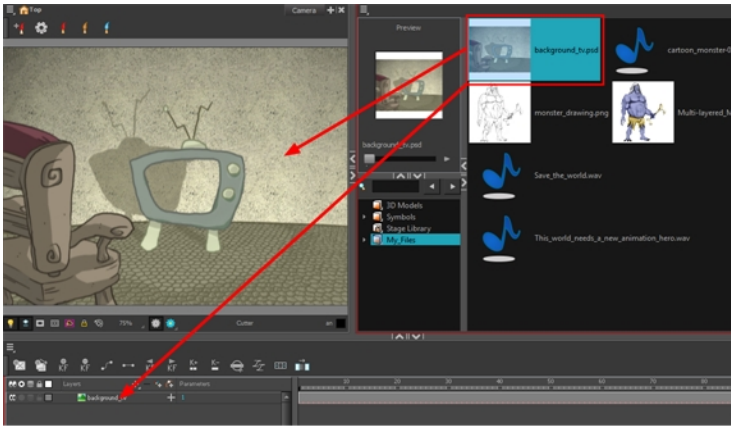 Top
Camera
Preview
background_tv.psd
background_tv.psd
cartoon_monster-0
monster_drawing.png
Multi-layered_M
Save_the_world.wav
This_world_needs_a_new_animation_hero.wav
3D Models
Symbols
Stage Library
My_Files
75%
Cutter
Layers
Parameters
1
10
20
30
40
50
60
70
80